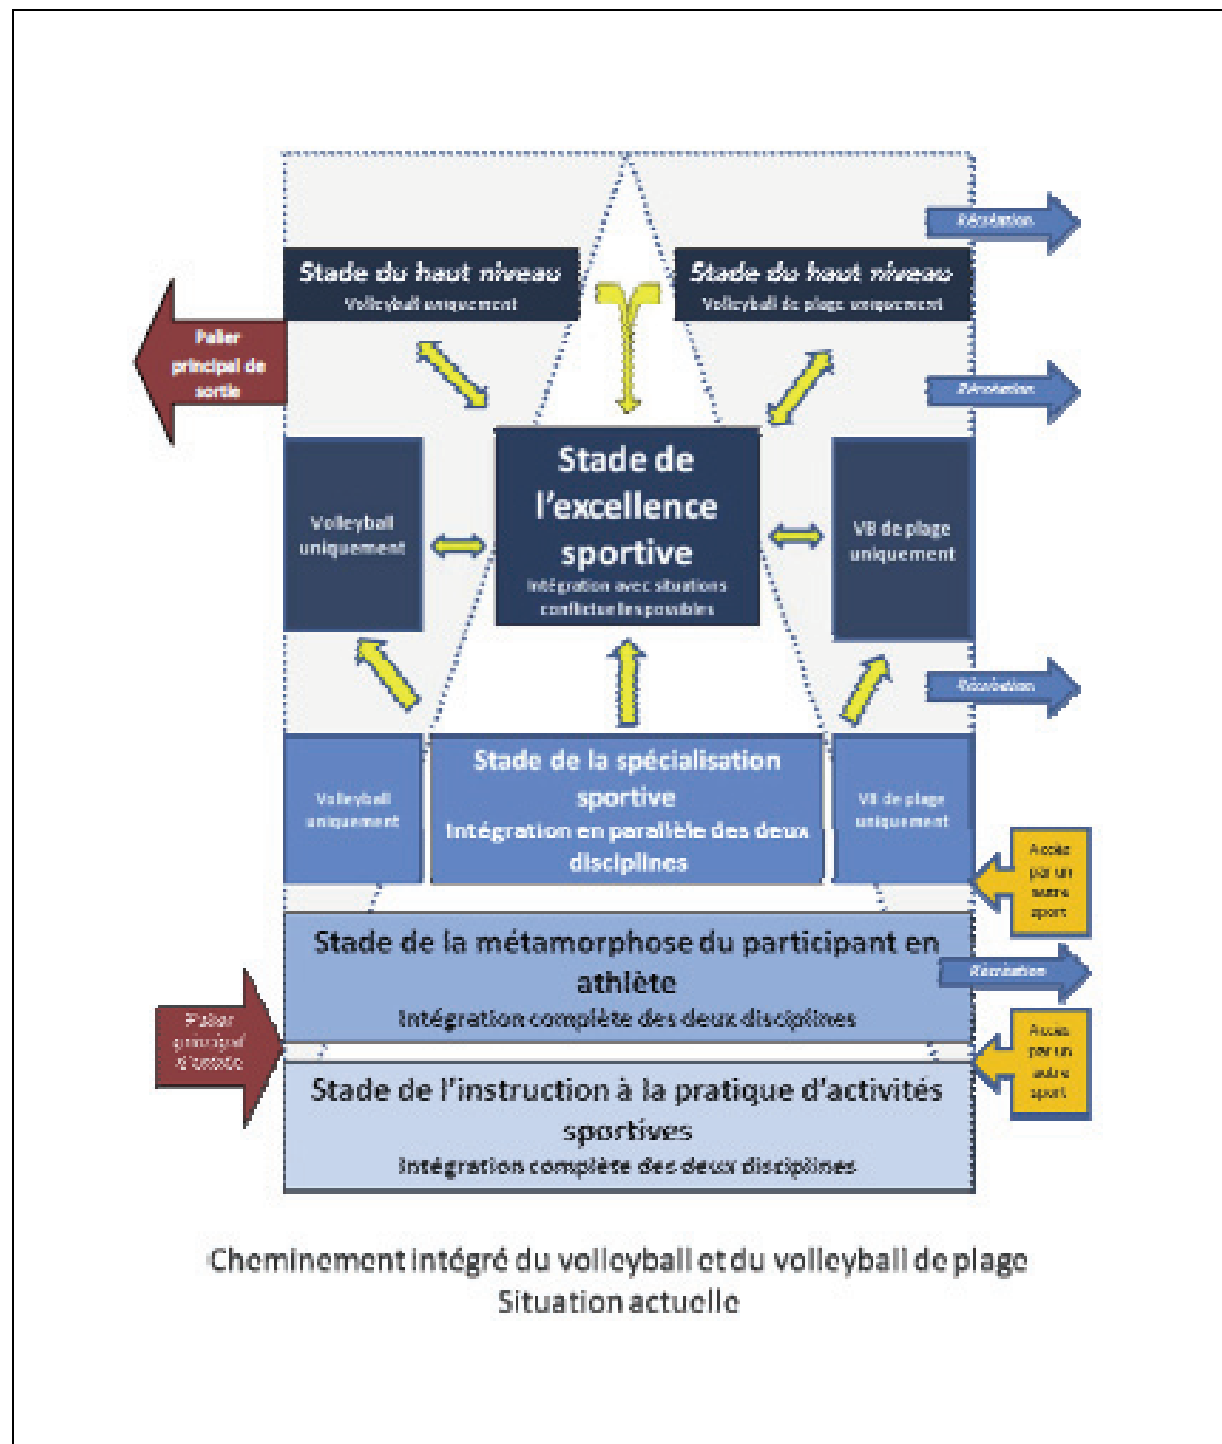 Récréation
Stade du haut niveau
Volleyball uniquement
Stade du haut niveau
Volleyball de plage uniquement
Palier
principal de
sortie
Récréation
Stade de
l'excellence
sportive
Intégration avec situations
conflictuelles possibles
Volleyball
uniquement
VB de plage
uniquement
Récréation
Stade de la spécialisation
sportive
Intégration en parallèle des deux
disciplines
Volleyball
uniquement
VB de plage
uniquement
Accès
par un
autre
sport
Stade de la métamorphose du participant en
athlète
Intégration complète des deux disciplines
Récréation
Palier
principal
d'entrée
Accès
par un
autre
sport
Stade de l'instruction à la pratique d'activités
sportives
Intégration complète des deux disciplines
Cheminement intégré du volleyball et du volleyball de plage
Situation actuelle